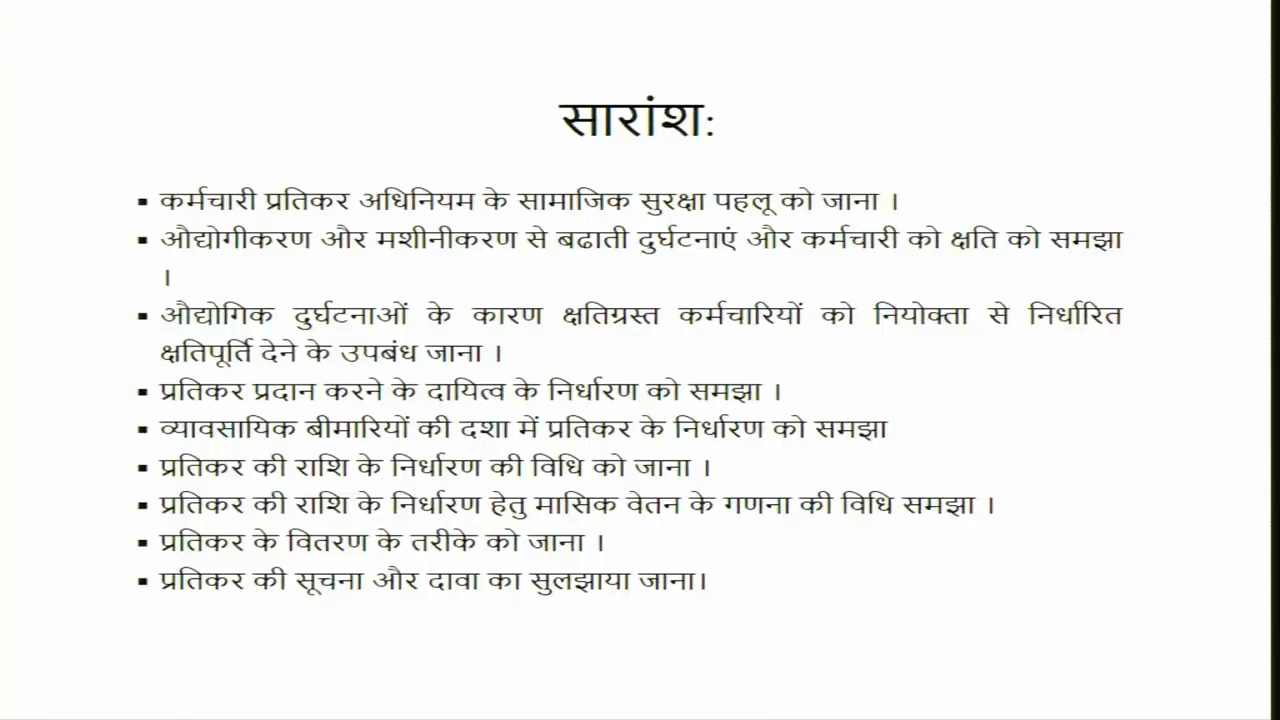 सारांश:
▪ कर्मचारी प्रतिकर अधिनियम के सामाजिक सुरक्षा पहलू को जाना ।
▪ औद्योगीकरण और मशीनीकरण से बढाती दुर्घटनाएं और कर्मचारी को क्षति को समझा
।
▪ औद्योगिक दुर्घटनाओं के कारण क्षतिग्रस्त कर्मचारियों को नियोक्ता से निर्धारित
क्षतिपूर्ति देने के उपबंध जाना ।
▪ प्रतिकर प्रदान करने के दायित्व के निर्धारण को समझा ।
▪ व्यावसायिक बीमारियों की दशा में प्रतिकर के निर्धारण को समझा
▪ प्रतिकर की राशि के निर्धारण की विधि को जाना ।
▪ प्रतिकर की राशि के निर्धारण हेतु मासिक वेतन के गणना की विधि समझा ।
▪ प्रतिकर के वितरण के तरीके को जाना ।
▪ प्रतिकर की सूचना और दावा का सुलझाया जाना।